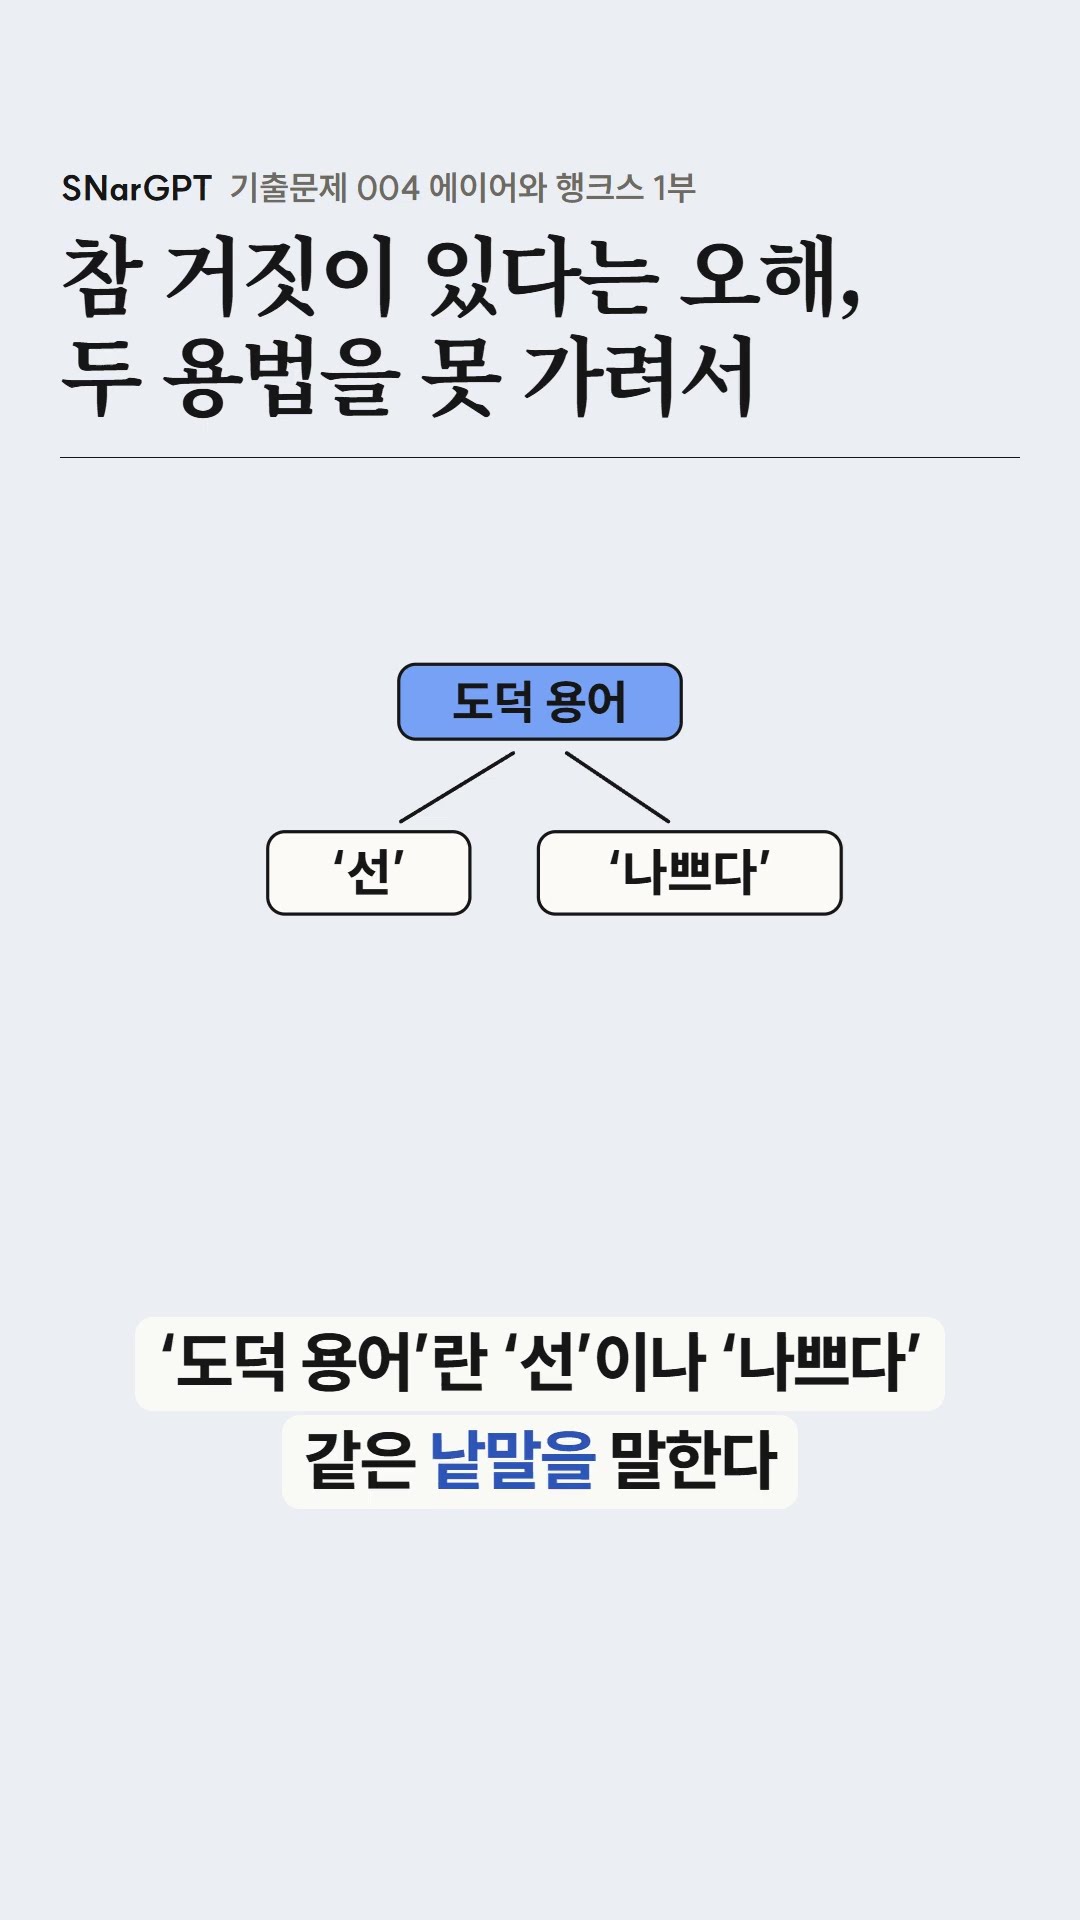 SNarGPT 기출문제 004 에이어와 행크스 1부
참 거짓이 있다는 오해,
두 용법을 못 가려서
도덕 용어
‘선’
‘나쁘다’
‘도덕 용어’란 ‘선’이나 ‘나쁘다’
같은 낱말을 말한다